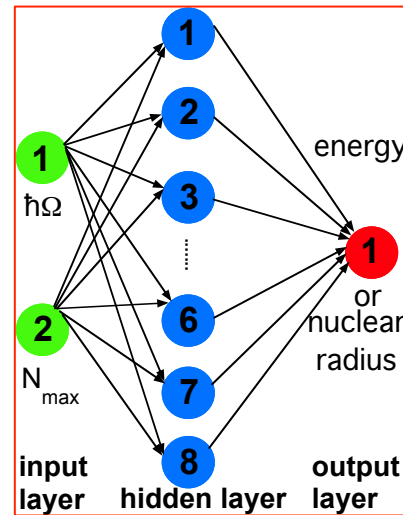 1
2
energy
1
3
ħΩ
1
or
6
2
nuclear
radius
N_max
7
8
input
layer
hidden layer
output
layer